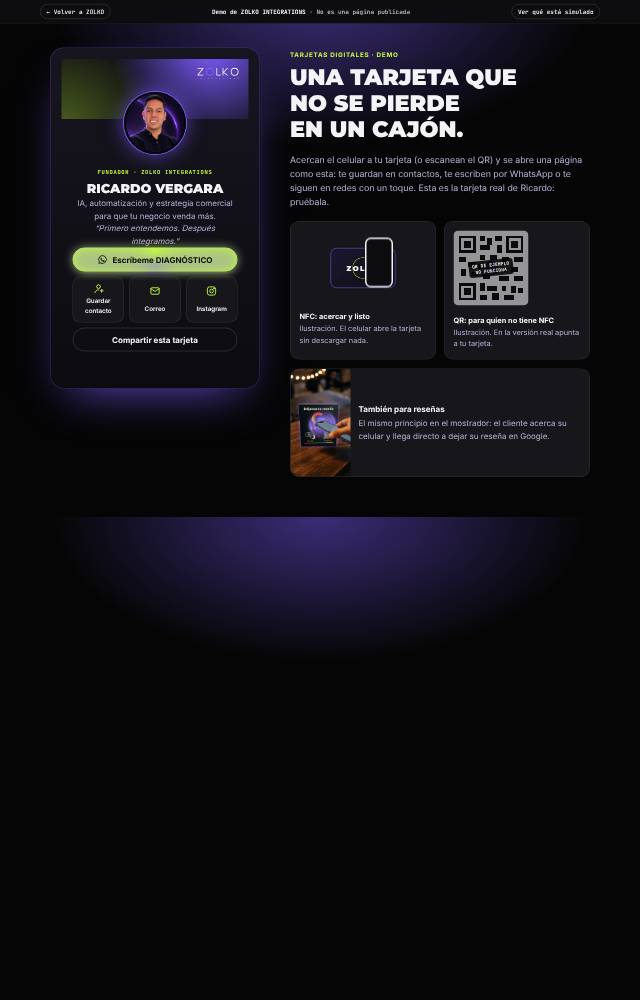 ← Volver a ZOLKO
Demo de ZOLKO INTEGRATIONS · No es una página publicada
Ver qué está simulado
ZOLKO
FUNDADOR · ZOLKO INTEGRATIONS
RICARDO VERGARA
IA, automatización y estrategia comercial
para que tu negocio venda más.
“Primero entendemos. Después
integramos.”
Escríbeme DIAGNÓSTICO
Guardar
contacto
Correo
Instagram
Compartir esta tarjeta
TARJETAS DIGITALES · DEMO
UNA TARJETA QUE
NO SE PIERDE
EN UN CAJÓN.
Acercan el celular a tu tarjeta (o escanean el QR) y se abre una página
como esta: te guardan en contactos, te escriben por WhatsApp o te
siguen en redes con un toque. Esta es la tarjeta real de Ricardo:
pruébala.
ZOL
NFC: acercar y listo
Ilustración. El celular abre la tarjeta
sin descargar nada.
QR DE EJEMPLO
NO FUNCIONA
QR: para quien no tiene NFC
Ilustración. En la versión real apunta
a tu tarjeta.
También para reseñas
El mismo principio en el mostrador: el cliente acerca su
celular y llega directo a dejar su reseña en Google.